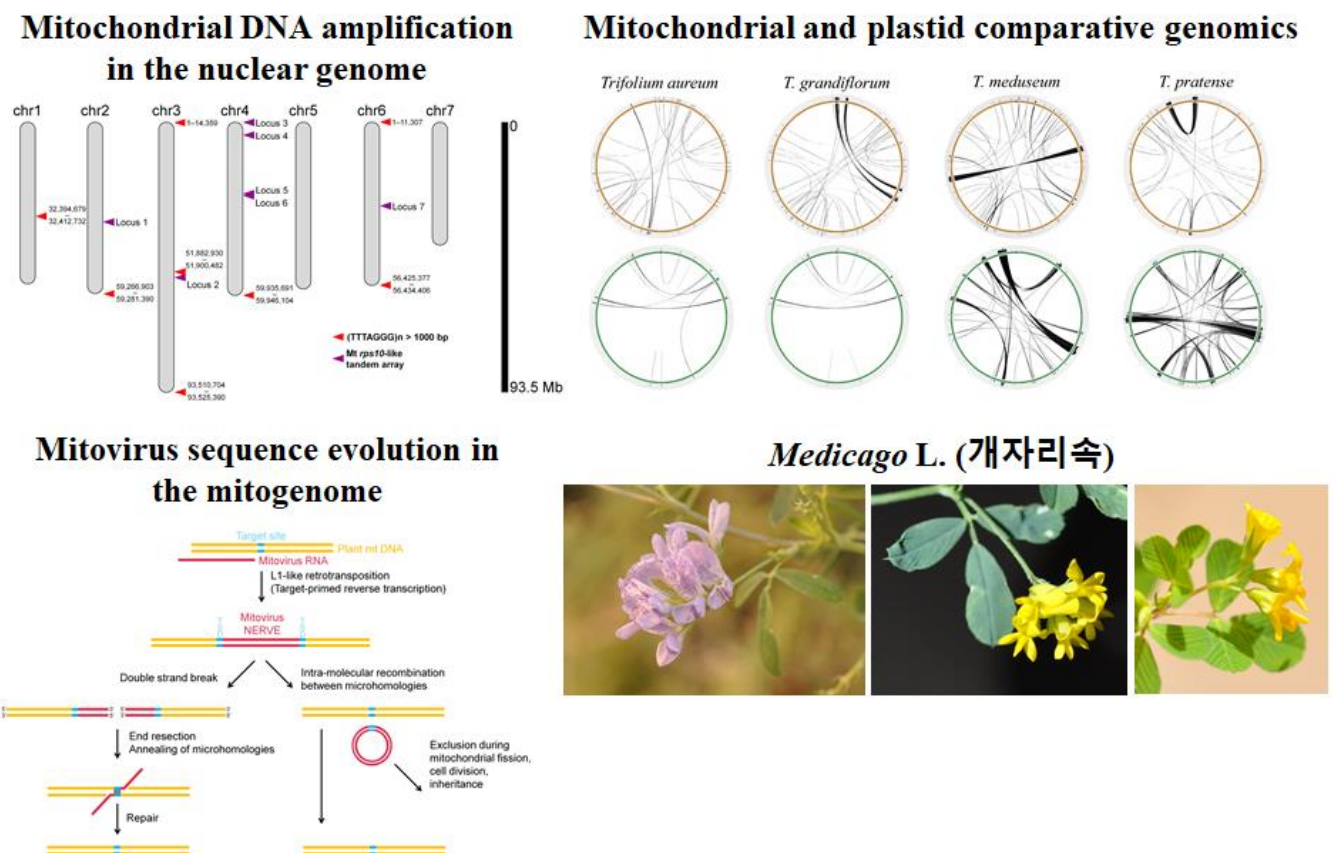 Mitochondrial DNA amplification
in the nuclear genome
chr1 chr2 chr3 chr4 chr5 chr6 chr7
1–14,359
Locus 3
Locus 4
1–11,307
0
32,394,679
~
32,412,732
Locus 1
Locus 5
Locus 6
Locus 7
51,882,930
~
51,900,482
Locus 2
59,266,903
~
59,281,390
59,935,691
~
59,946,104
56,425,377
~
56,434,406
(TTTAGGG)n > 1000 bp
Mt rps10-like
tandem array
93,510,704
~
93,525,390
93.5 Mb
Mitochondrial and plastid comparative genomics
Trifolium aureum T. grandiflorum T. meduseum T. pratense
Mitovirus sequence evolution in
the mitogenome
Target site
Plant mt DNA
Mitovirus RNA
L1-like retrotransposition
(Target-primed reverse transcription)
Mitovirus
NERVE
Double strand break
Intra-molecular recombination
between microhomologies
End resection
Annealing of microhomologies
Exclusion during
mitochondrial fission,
cell division,
inheritance
Repair
Medicago L. (개자리속)